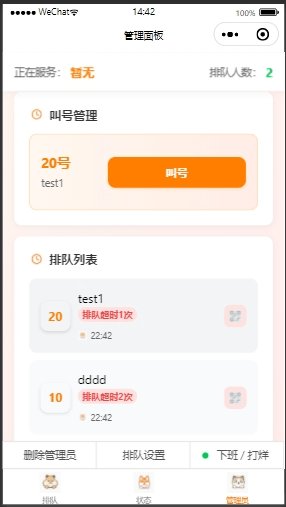 WeChat 14:42 100%
管理面板
正在服务: 暂无 排队人数: 2
叫号管理
20号
test1
叫号
排队列表
test1
20
排队超时1次
22:42
dddd
10
排队超时2次
22:42
删除管理员 排队设置 下班 / 打烊
排队 状态 管理员